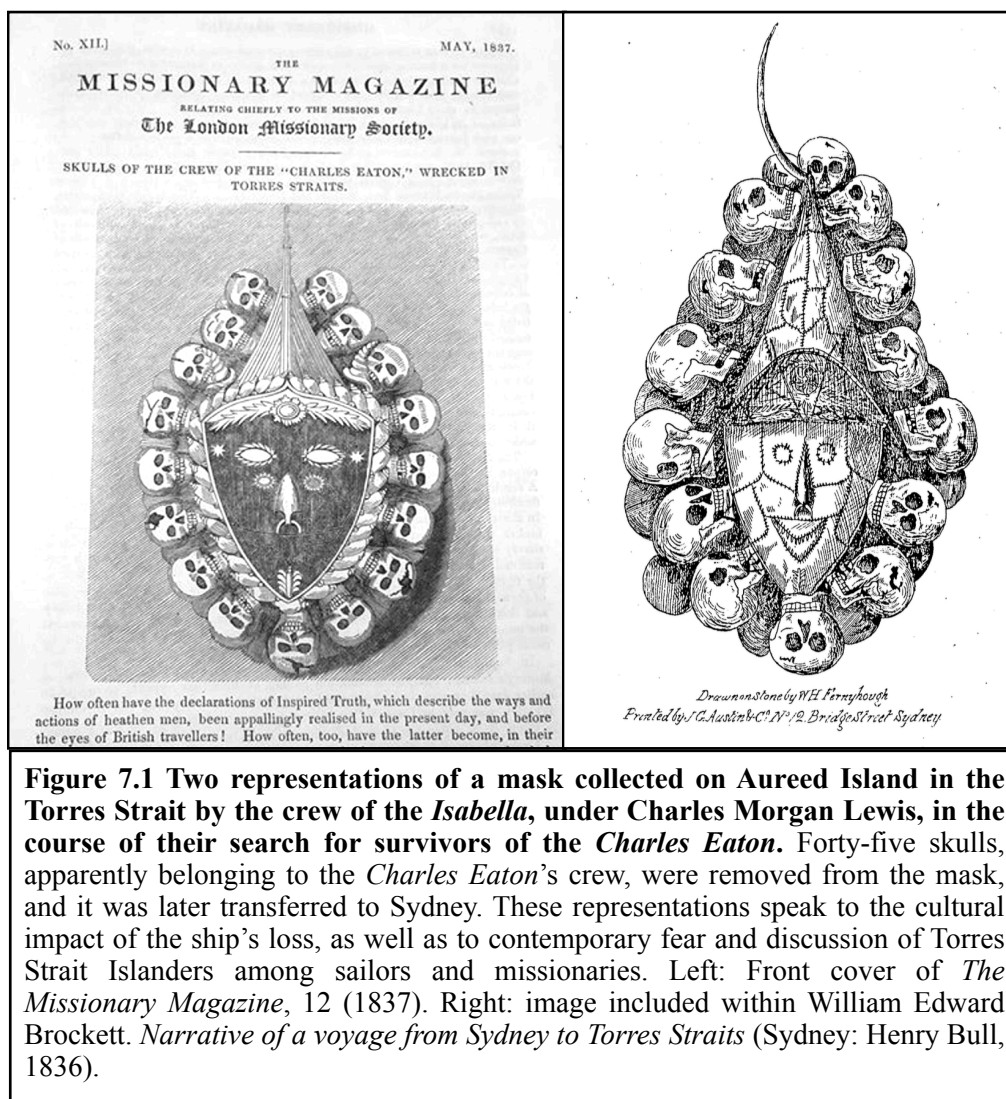 No. XII.] MAY, 1837.
THE
MISSIONARY MAGAZINE
RELATING CHIEFLY TO THE MISSIONS OF
The London Missionary Society.
SKULLS OF THE CREW OF THE "CHARLES EATON," WRECKED IN
TORRES STRAITS.
How often have the declarations of Inspired Truth, which describe the ways and
actions of heathen men, been appallingly realised in the present day, and before
the eyes of British travellers! How often, too, have the latter become, in their
Drawn on stone by W.H. Fernyhough
Printed by J.G. Austin & Co. No. 12. Bridge Street Sydney
Figure 7.1 Two representations of a mask collected on Aureed Island in the
Torres Strait by the crew of the Isabella, under Charles Morgan Lewis, in the
course of their search for survivors of the Charles Eaton. Forty-five skulls,
apparently belonging to the Charles Eaton's crew, were removed from the mask,
and it was later transferred to Sydney. These representations speak to the cultural
impact of the ship's loss, as well as to contemporary fear and discussion of Torres
Strait Islanders among sailors and missionaries. Left: Front cover of The
Missionary Magazine, 12 (1837). Right: image included within William Edward
Brockett. Narrative of a voyage from Sydney to Torres Straits (Sydney: Henry Bull,
1836).